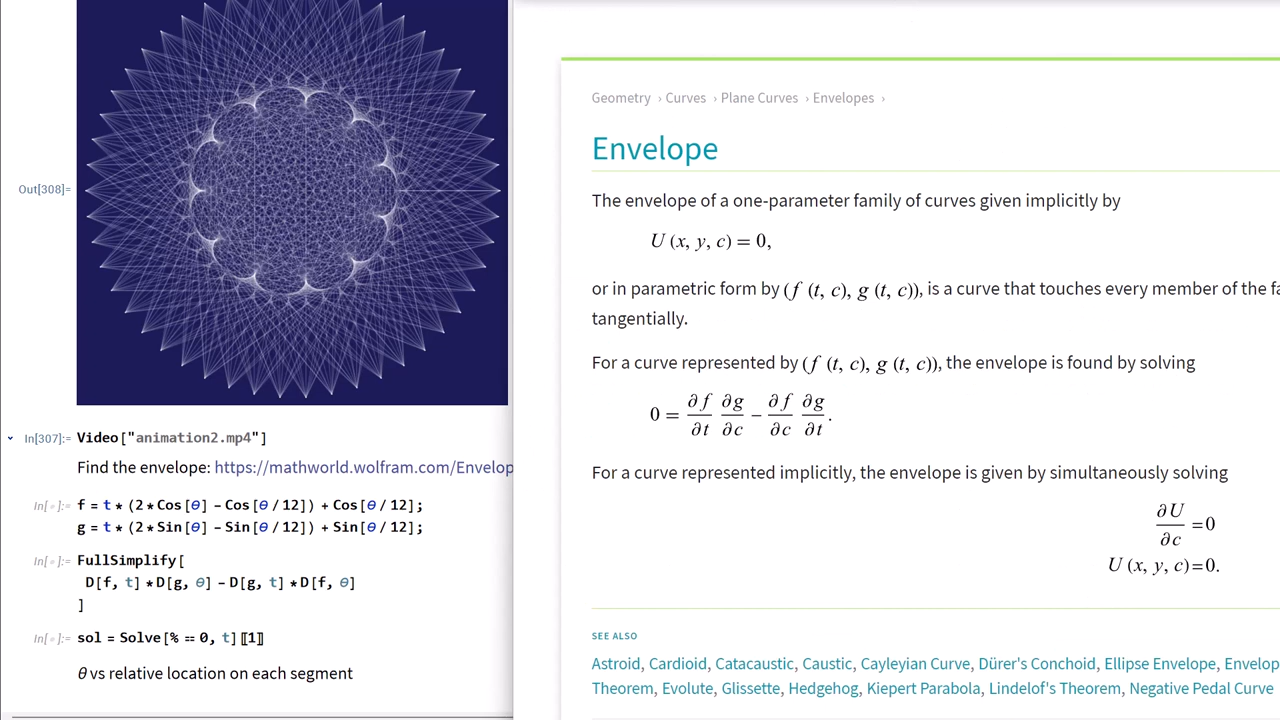 Out[308]=
In[307]:= Video["animation2.mp4"]
Find the envelope: https://mathworld.wolfram.com/Envelop
In[∘]:= f = t * (2 * Cos[θ] - Cos[θ / 12]) + Cos[θ / 12];
g = t * (2 * Sin[θ] - Sin[θ / 12]) + Sin[θ / 12];
In[∘]:= FullSimplify[
D[f, t] * D[g, θ] - D[g, t] * D[f, θ]
]
In[∘]:= sol = Solve[% == 0, t]〚1〛
θ vs relative location on each segment
Geometry › Curves › Plane Curves › Envelopes ›
Envelope
The envelope of a one-parameter family of curves given implicitly by
U (x, y, c) = 0,
or in parametric form by (f (t, c), g (t, c)), is a curve that touches every member of the fa
tangentially.
For a curve represented by (f (t, c), g (t, c)), the envelope is found by solving
0 = ∂f/∂t ∂g/∂c − ∂f/∂c ∂g/∂t.
For a curve represented implicitly, the envelope is given by simultaneously solving
∂U/∂c =0
U (x, y, c)=0.
SEE ALSO
Astroid, Cardioid, Catacaustic, Caustic, Cayleyian Curve, Dürer's Conchoid, Ellipse Envelope, Envelop
Theorem, Evolute, Glissette, Hedgehog, Kiepert Parabola, Lindelof's Theorem, Negative Pedal Curve